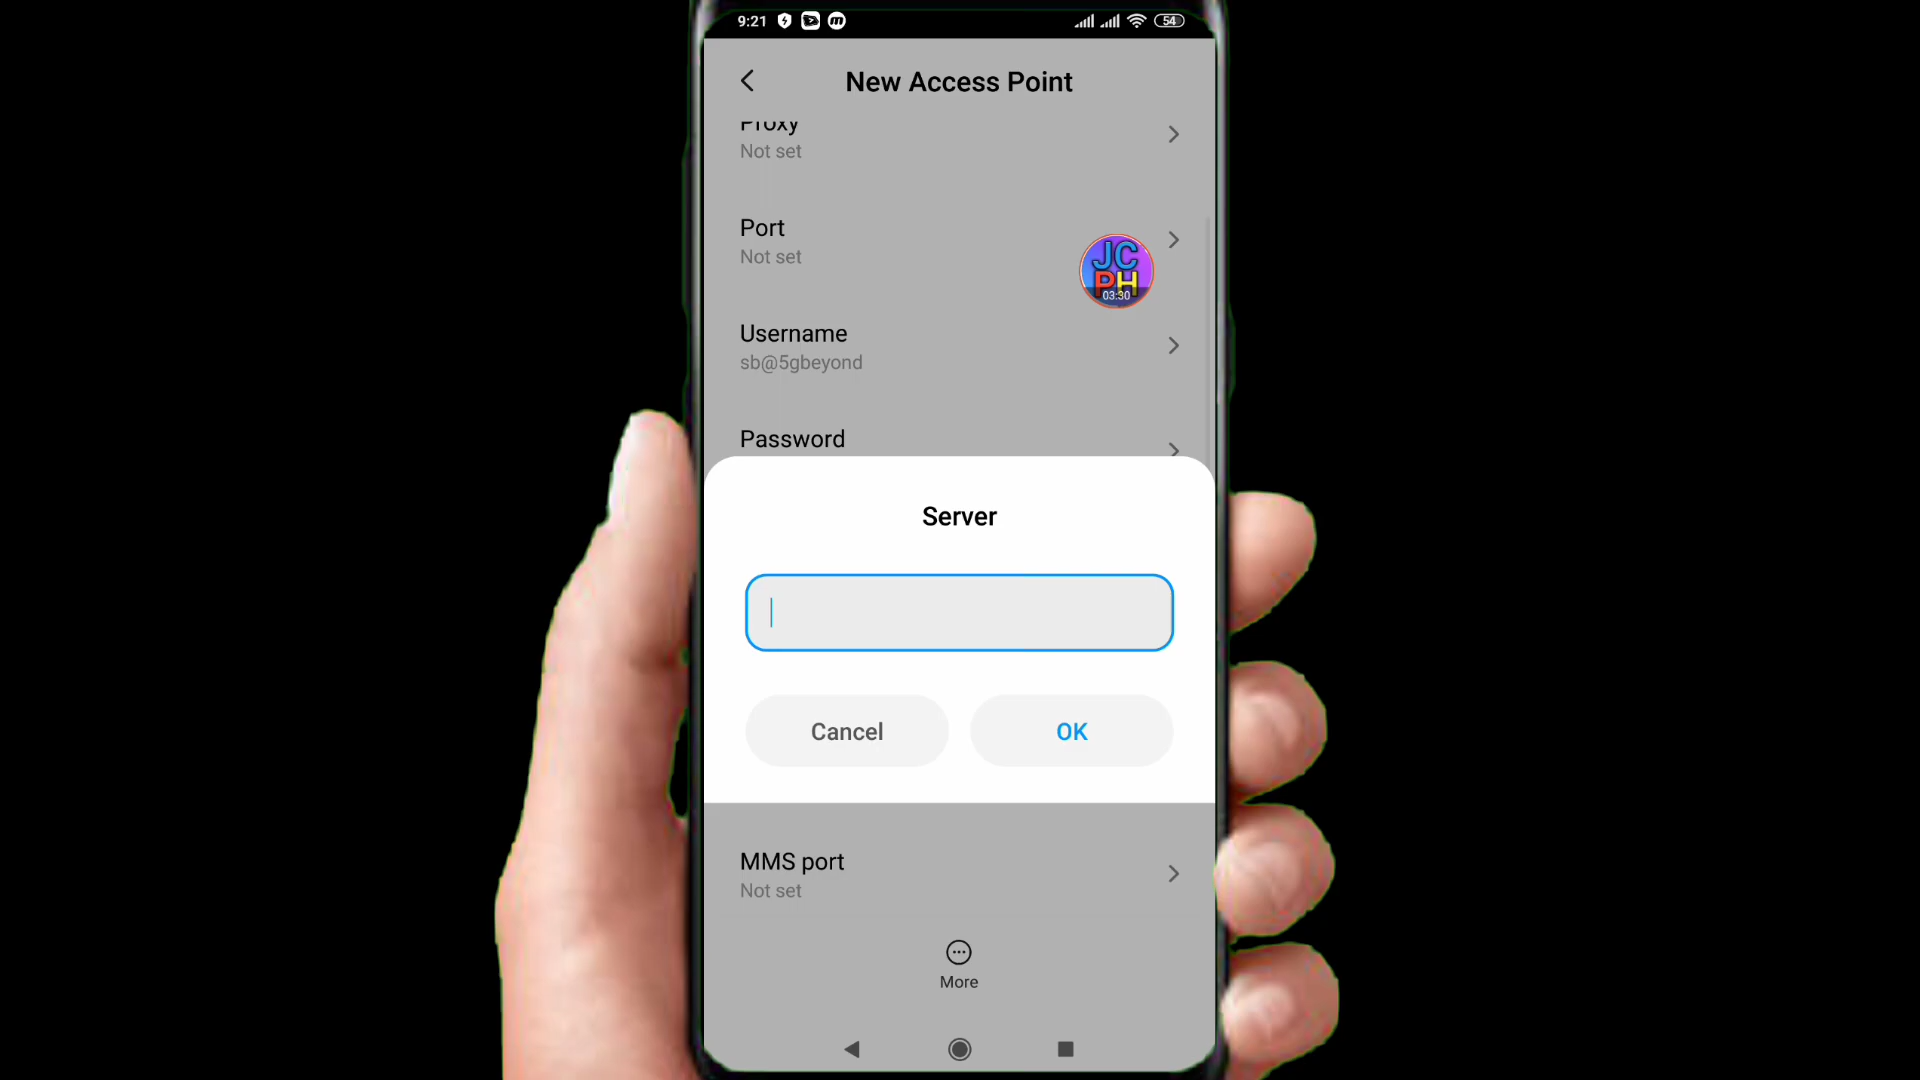 9:21
54
New Access Point
Proxy
Not set
Port
Not set
JC
PH
03:30
Username
sb@5gbeyond
Password
Server
Cancel
OK
MMS port
Not set
More